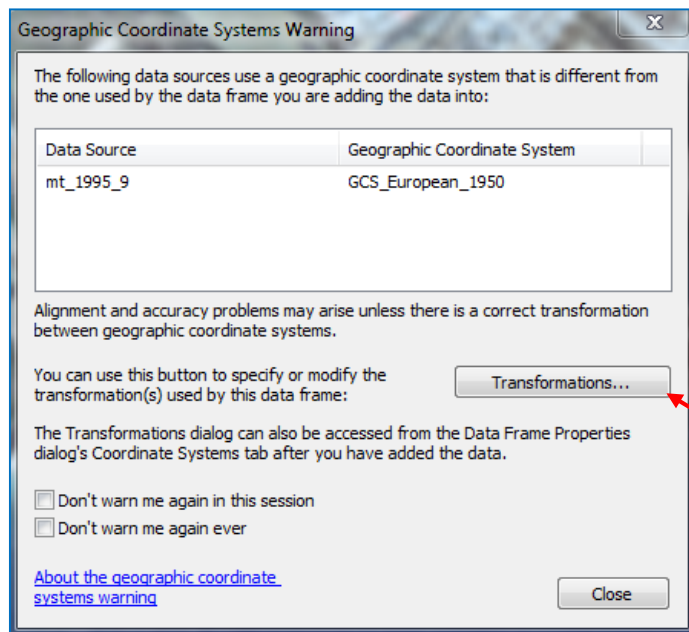 Geographic Coordinate Systems Warning
The following data sources use a geographic coordinate system that is different from
the one used by the data frame you are adding the data into:
Data Source Geographic Coordinate System
mt_1995_9 GCS_European_1950
Alignment and accuracy problems may arise unless there is a correct transformation
between geographic coordinate systems.
You can use this button to specify or modify the
transformation(s) used by this data frame:
Transformations...
The Transformations dialog can also be accessed from the Data Frame Properties
dialog's Coordinate Systems tab after you have added the data.
Don't warn me again in this session
Don't warn me again ever
About the geographic coordinate
systems warning
Close